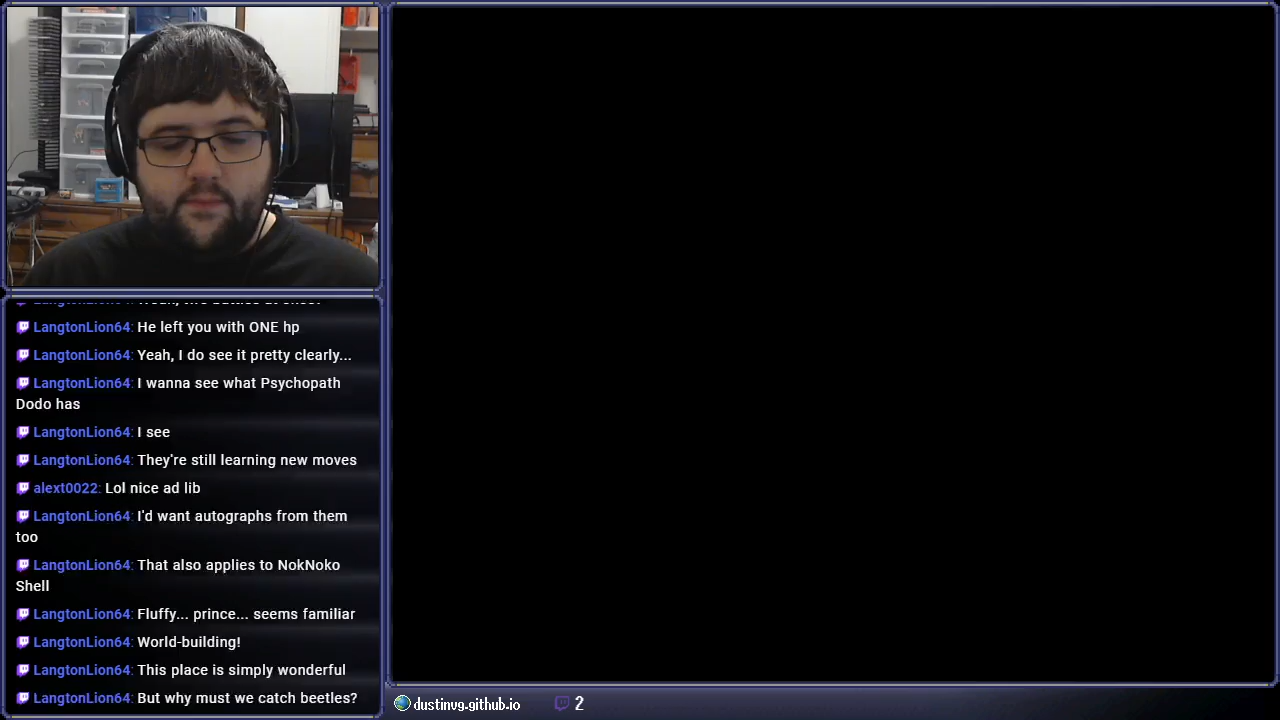 LangtonLion64: He left you with ONE hp
LangtonLion64: Yeah, I do see it pretty clearly...
LangtonLion64: I wanna see what Psychopath
Dodo has
LangtonLion64: I see
LangtonLion64: They're still learning new moves
alext0022: Lol nice ad lib
LangtonLion64: I'd want autographs from them
too
LangtonLion64: That also applies to NokNoko
Shell
LangtonLion64: Fluffy... prince... seems familiar
LangtonLion64: World-building!
LangtonLion64: This place is simply wonderful
LangtonLion64: But why must we catch beetles?
dustinvg.github.io 2